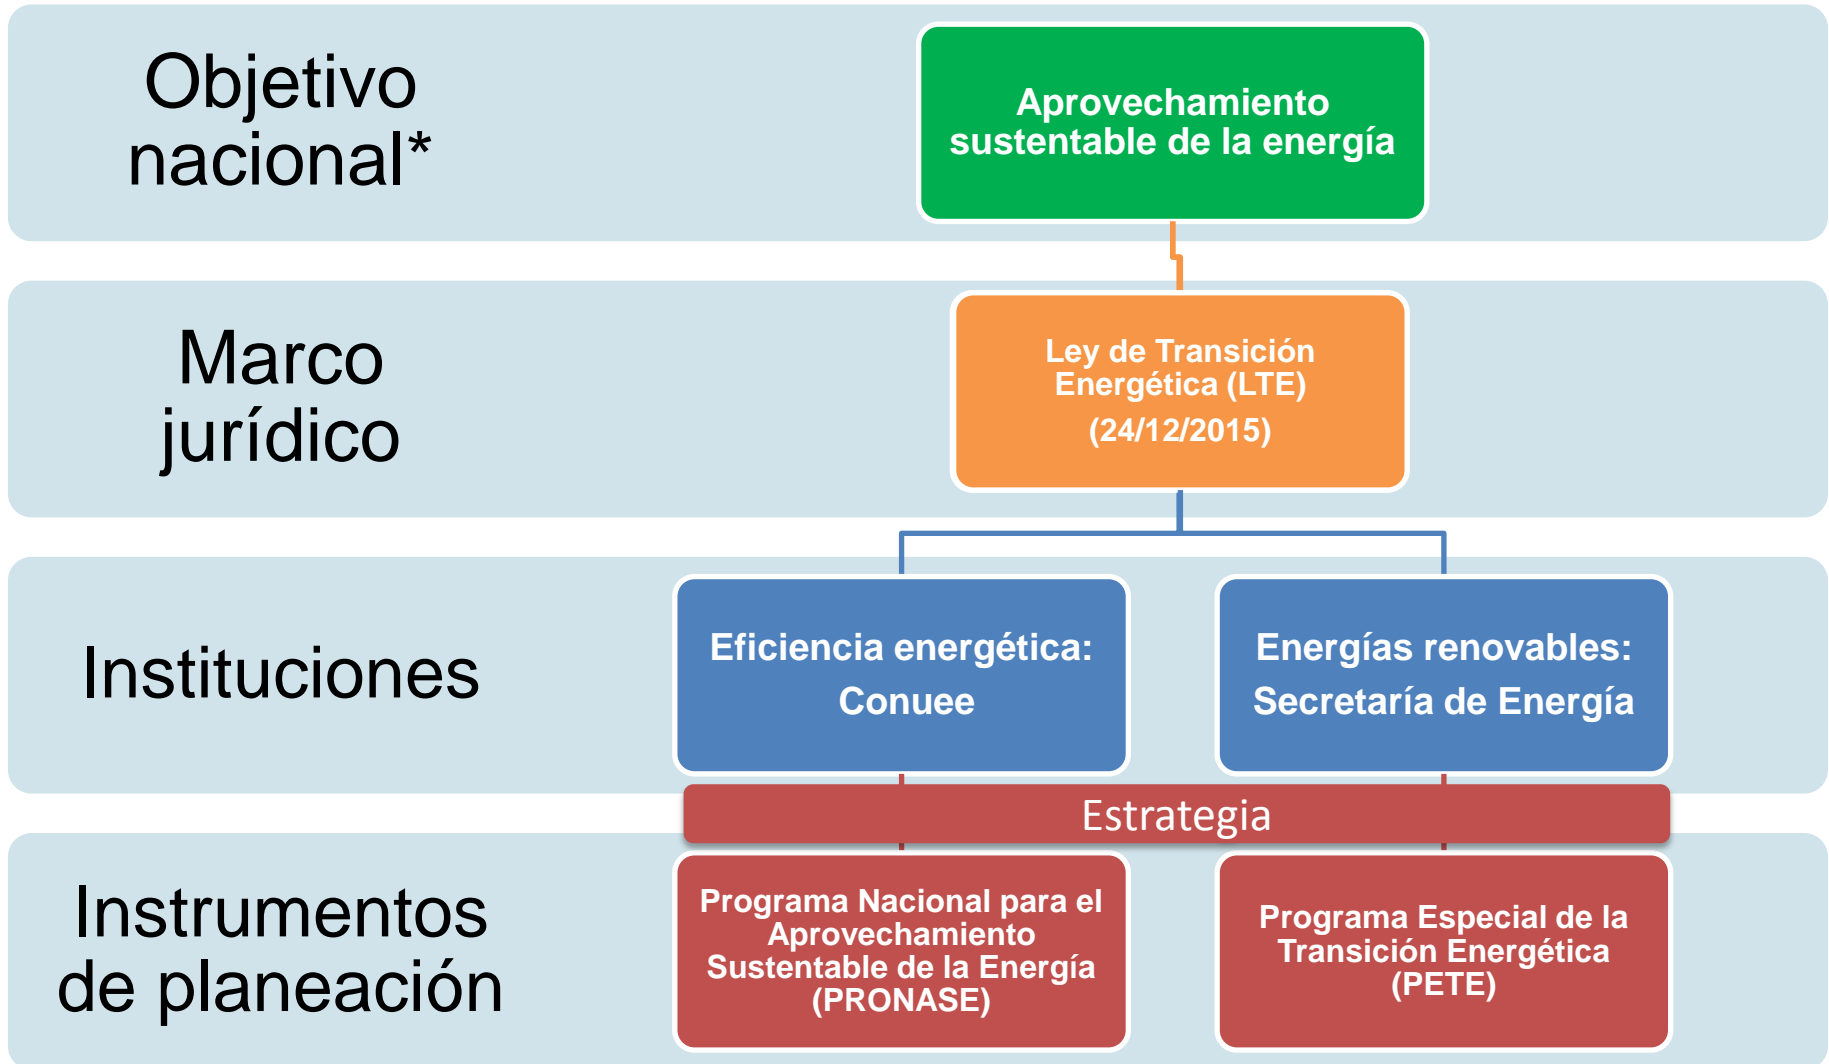 Objetivo
nacional*
Aprovechamiento
sustentable de la energía
Marco
jurídico
Ley de Transición
Energética (LTE)
(24/12/2015)
Instituciones
Eficiencia energética:
Conuee
Energías renovables:
Secretaría de Energía
Estrategia
Instrumentos
de planeación
Programa Nacional para el
Aprovechamiento
Sustentable de la Energía
(PRONASE)
Programa Especial de la
Transición Energética
(PETE)